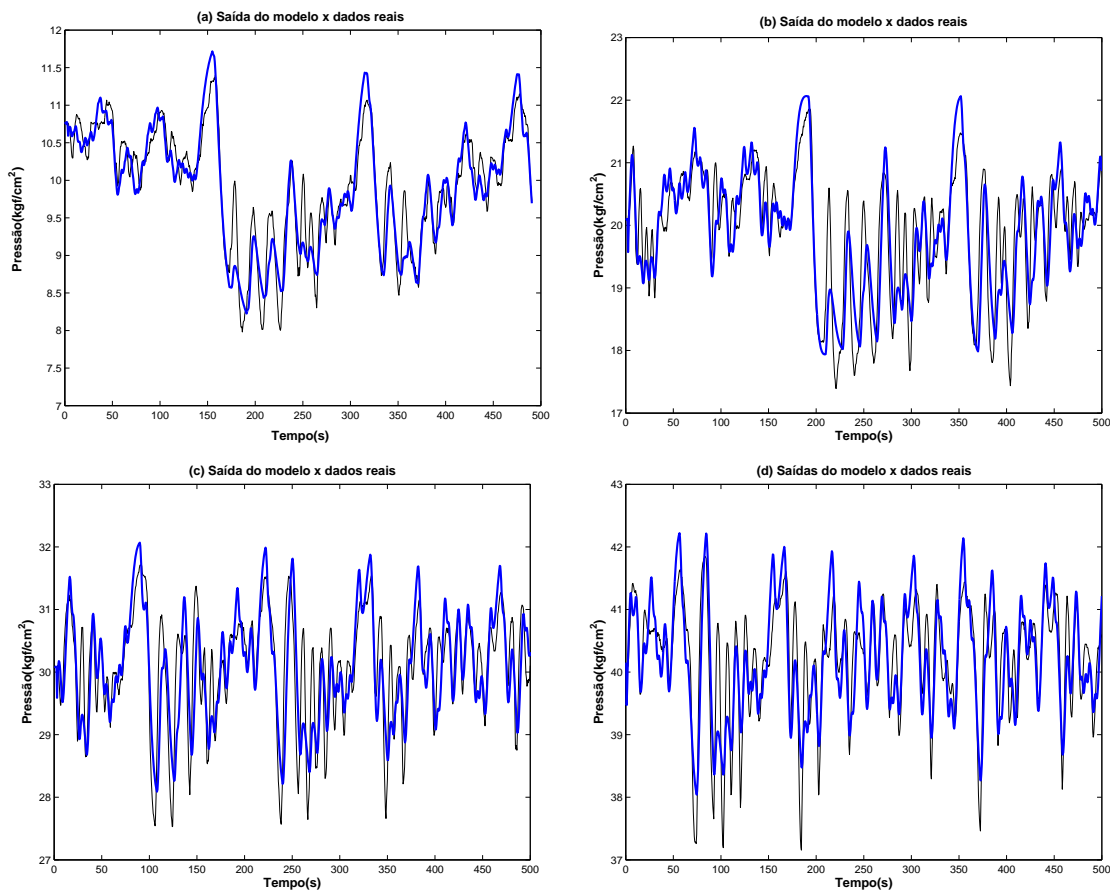 (a) Saída do modelo x dados reais
12
11.5
11
10.5
10
9.5
9
8.5
8
7.5
7
Pressão(kgf/cm²)
0 50 100 150 200 250 300 350 400 450 500
Tempo(s)
(b) Saída do modelo x dados reais
23
22
21
20
19
18
17
Pressão(kgf/cm²)
0 50 100 150 200 250 300 350 400 450 500
Tempo(s)
(c) Saída do modelo x dados reais
33
32
31
30
29
28
27
Pressão(kgf/cm²)
0 50 100 150 200 250 300 350 400 450 500
Tempo(s)
(d) Saídas do modelo x dados reais
43
42
41
40
39
38
37
Pressão(kgf/cm²)
0 50 100 150 200 250 300 350 400 450 500
Tempo(s)